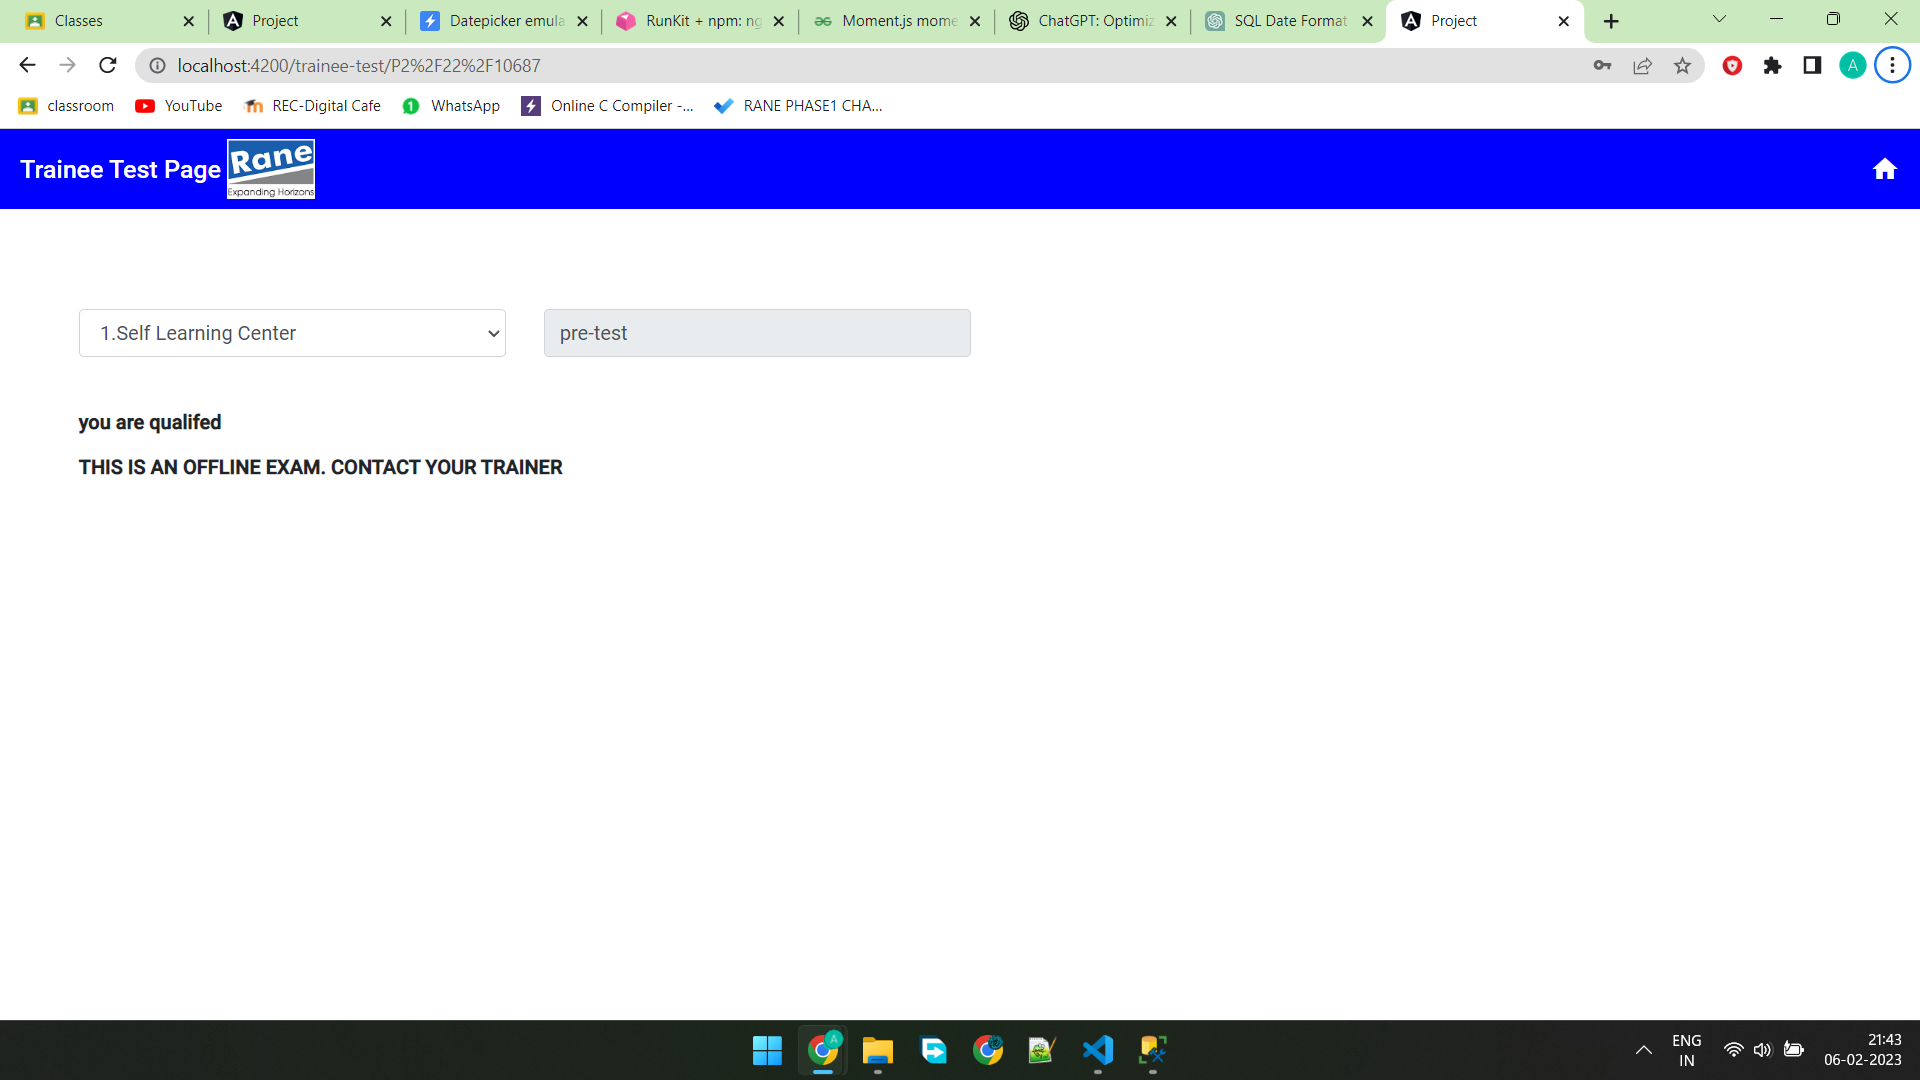 Classes
Project
Datepicker emula
RunKit + npm: ng
Moment.js mome
ChatGPT: Optimiz
SQL Date Format
Project
localhost:4200/trainee-test/P2%2F22%2F10687
A
classroom
YouTube
1
WhatsApp
REC-Digital Cafe
Online C Compiler -...
RANE PHASE1 CHA...
Trainee Test Page
Rane
Expanding Horizons
1.Self Learning Center
pre-test
you are qualifed
THIS IS AN OFFLINE EXAM. CONTACT YOUR TRAINER
A
ENG
IN
21:43
06-02-2023